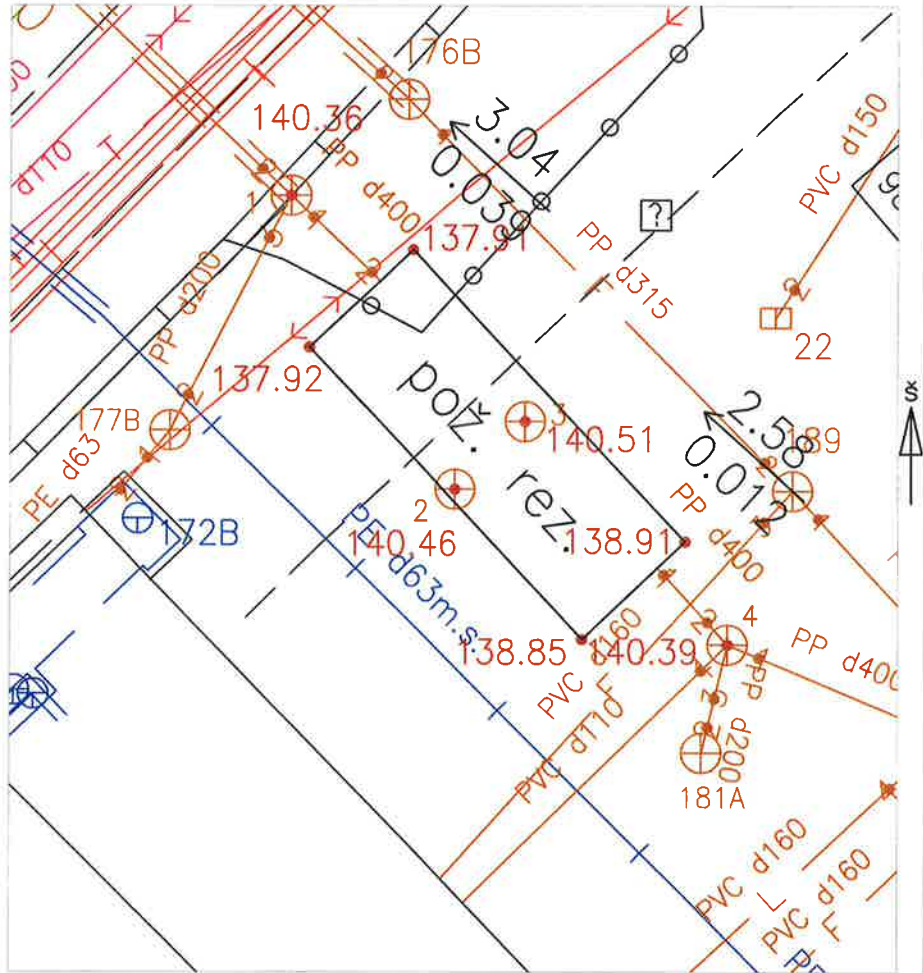 176B
140.36
3.04
0.039
d110
PP d400
1
137.91
PP d200
PP d315
?
PVC d150
22
š
137.92
177B
PE d63
172B
pož. rez.
3
140.51
2
140.46
PE d63m.s.
2.58
0.012
189
PP d400
138.91
4
138.85
140.39
PVC d160
PVC d110
PP d400
PP d200
181A
PVC d160
PVC d160